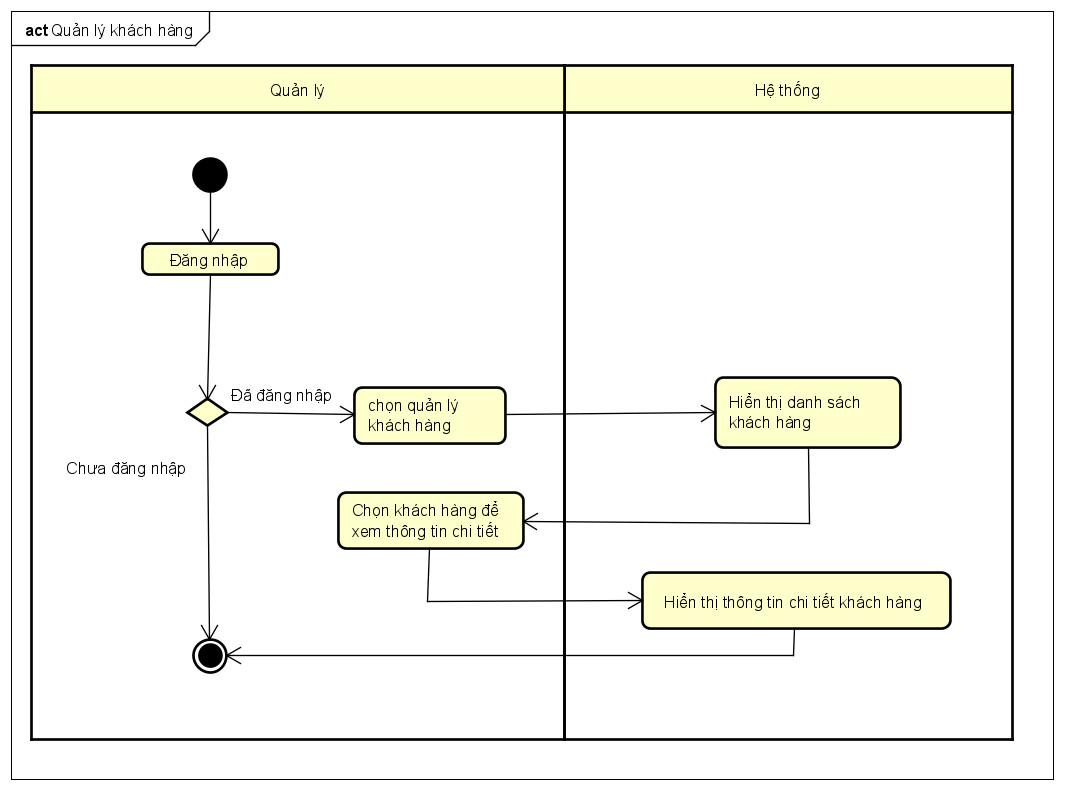 act Quản lý khách hàng
Quản lý
Hệ thống
Đăng nhập
Đã đăng nhập
chọn quản lý
khách hàng
Hiển thị danh sách
khách hàng
Chưa đăng nhập
Chọn khách hàng để
xem thông tin chi tiết
Hiển thị thông tin chi tiết khách hàng